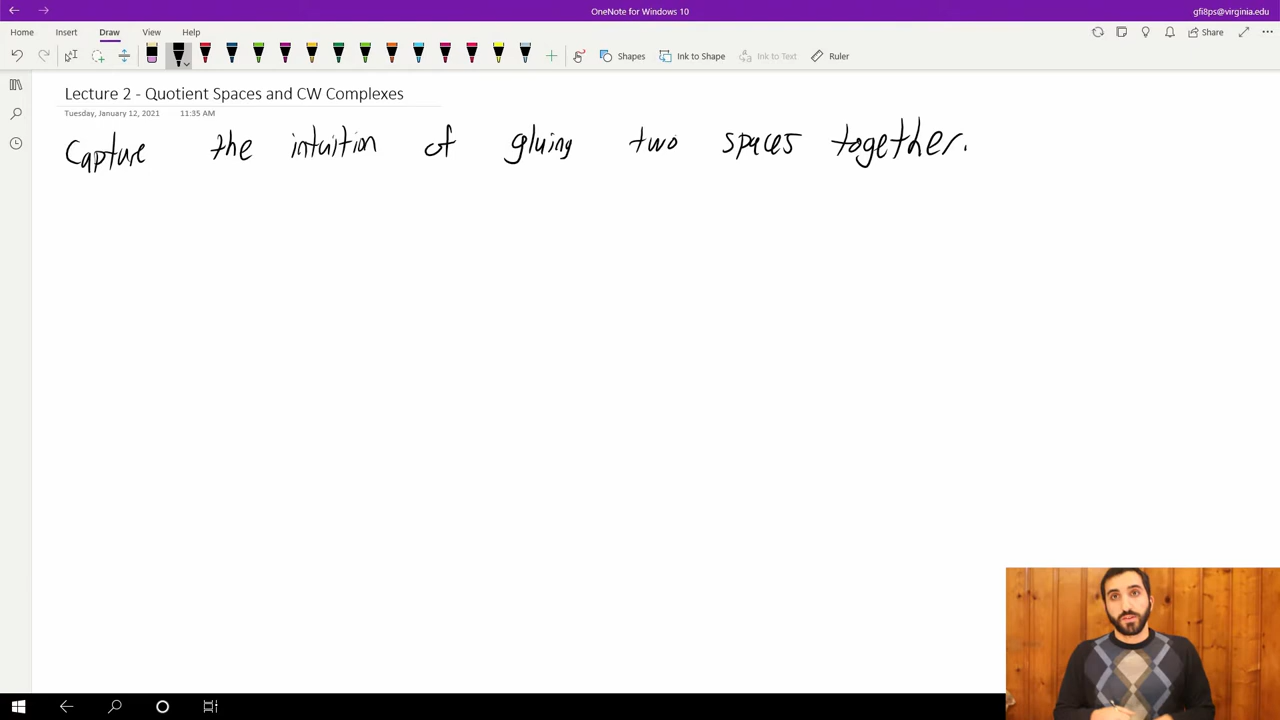 OneNote for Windows 10
gfi8ps@virginia.edu
Home Insert Draw View Help
Share
Shapes Ink to Shape Ink to Text Ruler
Lecture 2 - Quotient Spaces and CW Complexes
Tuesday, January 12, 2021 11:35 AM
Capture the intuition of gluing two spaces together.